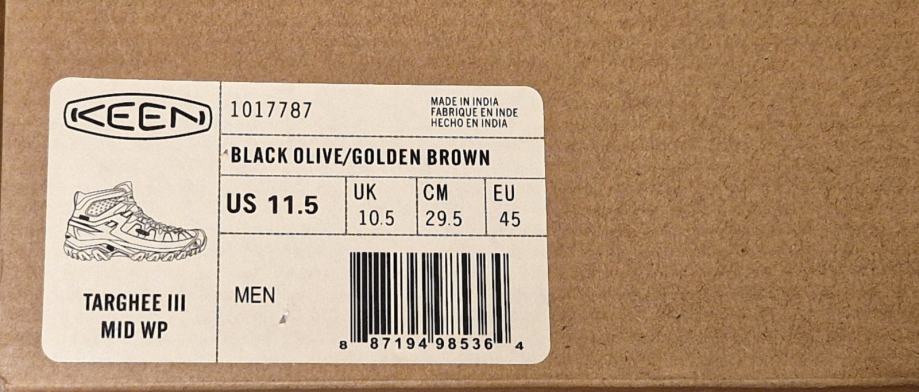 KEEN
1017787
MADE IN INDIA
FABRIQUE EN INDE
HECHO EN INDIA
BLACK OLIVE/GOLDEN BROWN
US 11.5
UK
10.5
CM
29.5
EU
45
TARGHEE III
MID WP
MEN
8 87194 98536 4